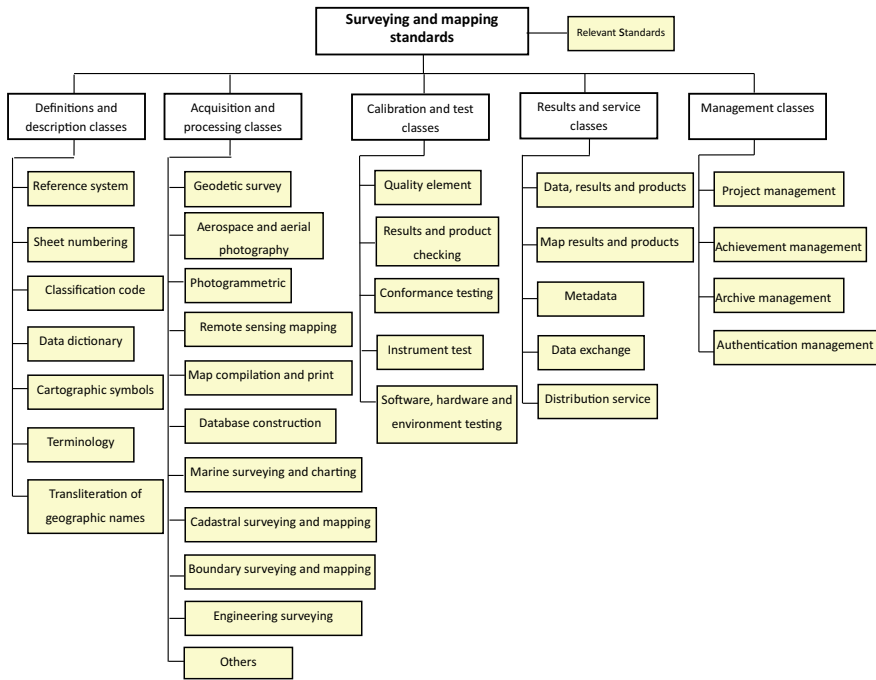 Surveying and mapping
standards
Relevant Standards
Definitions and
description classes
Reference system
Sheet numbering
Classification code
Data dictionary
Cartographic symbols
Terminology
Transliteration of
geographic names
Acquisition and
processing classes
Geodetic survey
Aerospace and aerial
photography
Photogrammetric
Remote sensing mapping
Map compilation and print
Database construction
Marine surveying and charting
Cadastral surveying and mapping
Boundary surveying and mapping
Engineering surveying
Others
Calibration and test
classes
Quality element
Results and product
checking
Conformance testing
Instrument test
Software, hardware and
environment testing
Results and service
classes
Data, results and products
Map results and products
Metadata
Data exchange
Distribution service
Management classes
Project management
Achievement management
Archive management
Authentication management